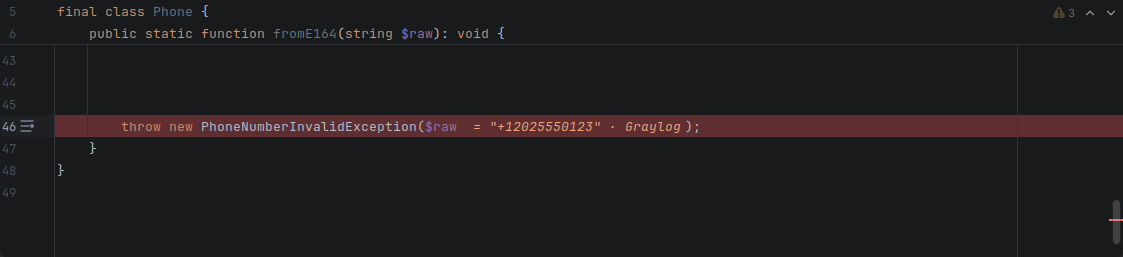 5 final class Phone {
3
6 public static function fromE164(string $raw): void {
43
44
45
46 throw new PhoneNumberInvalidException($raw = "+12025550123" · Graylog );
47 }
48 }
49